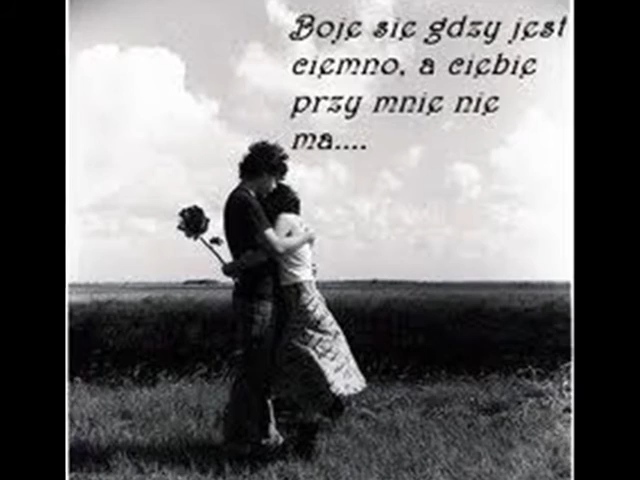 Boje sie gdzy jest
ciemno, a ciebie
przy mnie nie
ma....